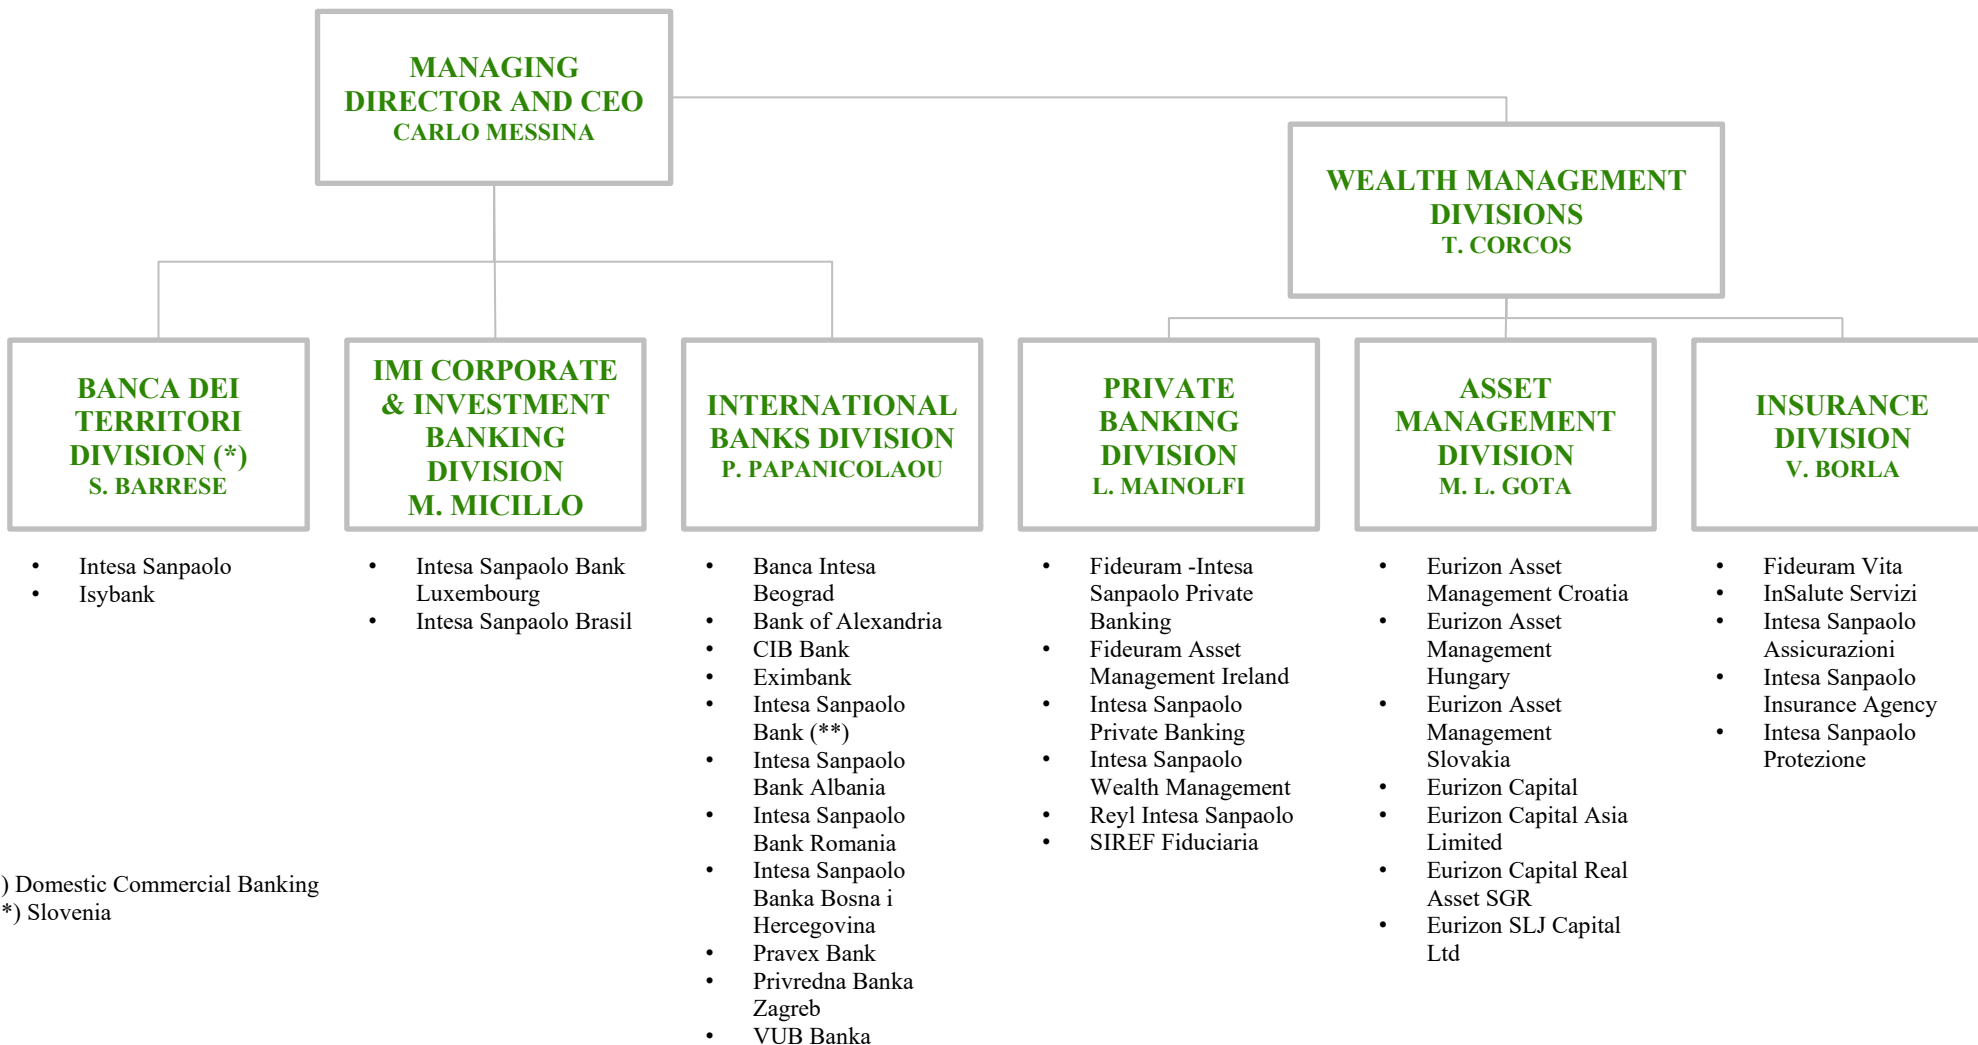 MANAGING
DIRECTOR AND CEO
CARLO MESSINA
WEALTH MANAGEMENT
DIVISIONS
T. CORCOS
BANCA DEI
TERRITORI
DIVISION (*)
S. BARRESE
IMI CORPORATE
& INVESTMENT
BANKING
DIVISION
M. MICILLO
INTERNATIONAL
BANKS DIVISION
P. PAPANICOLAOU
PRIVATE
BANKING
DIVISION
L. MAINOLFI
ASSET
MANAGEMENT
DIVISION
M. L. GOTA
INSURANCE
DIVISION
V. BORLA
• Intesa Sanpaolo
• Isybank
• Intesa Sanpaolo Bank
Luxembourg
• Intesa Sanpaolo Brasil
• Banca Intesa
Beograd
• Bank of Alexandria
• CIB Bank
• Eximbank
• Intesa Sanpaolo
Bank (**)
• Intesa Sanpaolo
Bank Albania
• Intesa Sanpaolo
Bank Romania
• Intesa Sanpaolo
Banka Bosna i
Hercegovina
• Pravex Bank
• Privredna Banka
Zagreb
• VUB Banka
• Fideuram -Intesa
Sanpaolo Private
Banking
• Fideuram Asset
Management Ireland
• Intesa Sanpaolo
Private Banking
• Intesa Sanpaolo
Wealth Management
• Reyl Intesa Sanpaolo
• SIREF Fiduciaria
• Eurizon Asset
Management Croatia
• Eurizon Asset
Management
Hungary
• Eurizon Asset
Management
Slovakia
• Eurizon Capital
• Eurizon Capital Asia
Limited
• Eurizon Capital Real
Asset SGR
• Eurizon SLJ Capital
Ltd
• Fideuram Vita
• InSalute Servizi
• Intesa Sanpaolo
Assicurazioni
• Intesa Sanpaolo
Insurance Agency
• Intesa Sanpaolo
Protezione
) Domestic Commercial Banking
*) Slovenia